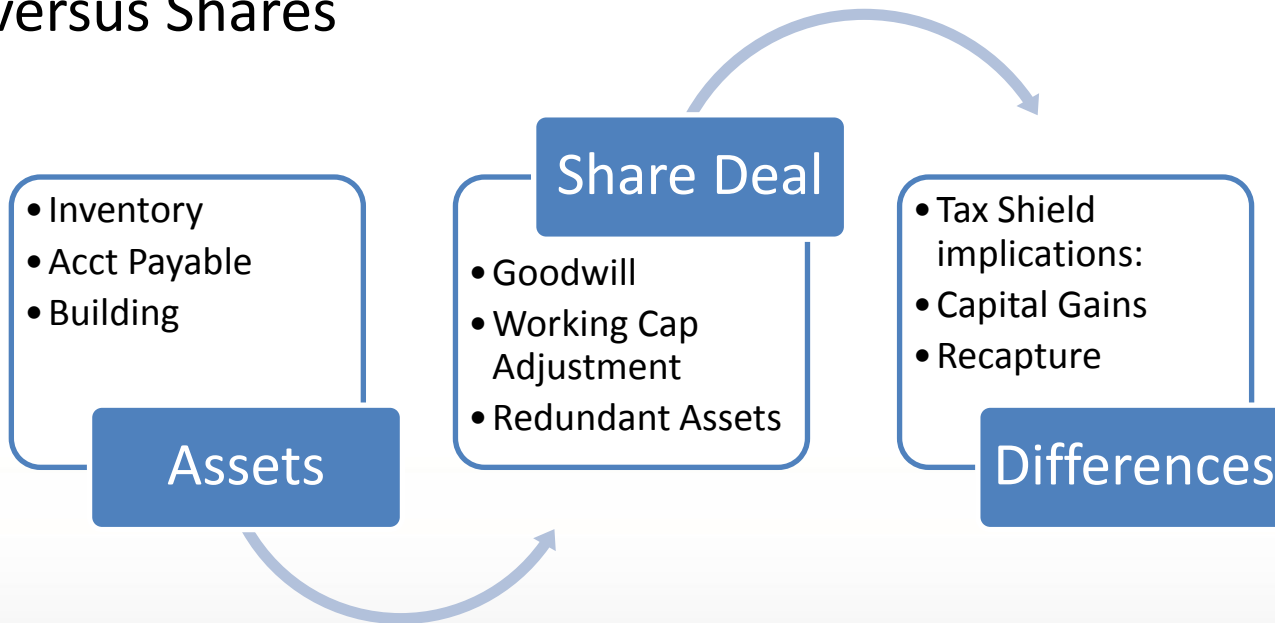 versus Shares
• Inventory
• Acct Payable
• Building
Assets
Share Deal
• Goodwill
• Working Cap
Adjustment
• Redundant Assets
• Tax Shield
implications:
• Capital Gains
• Recapture
Differences